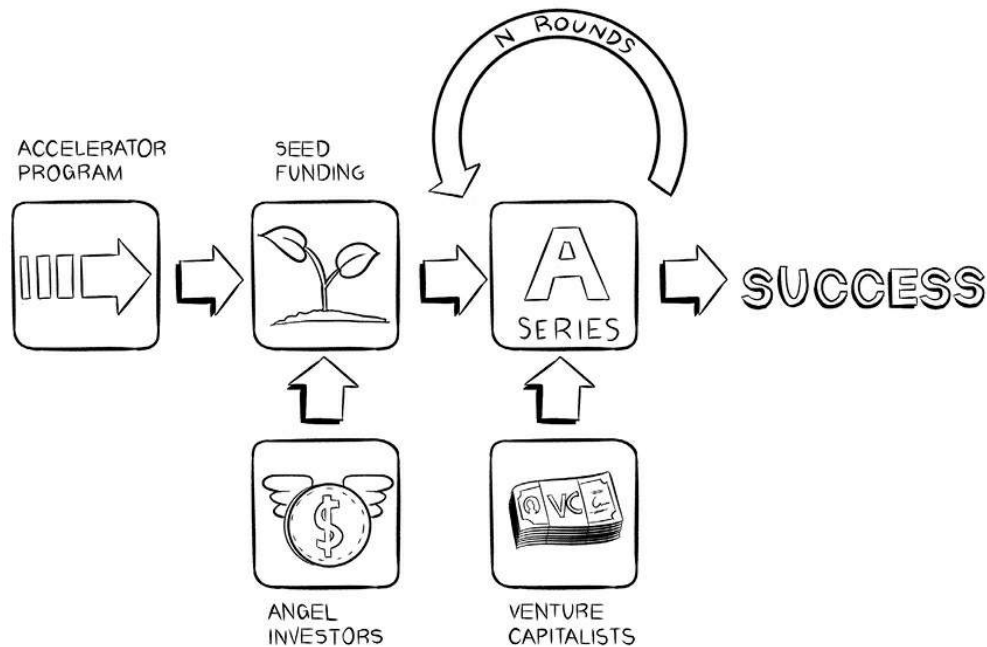 N ROUNDS
ACCELERATOR
PROGRAM
SEED
FUNDING
A
SERIES
SUCCESS
$
VC
ANGEL
INVESTORS
VENTURE
CAPITALISTS